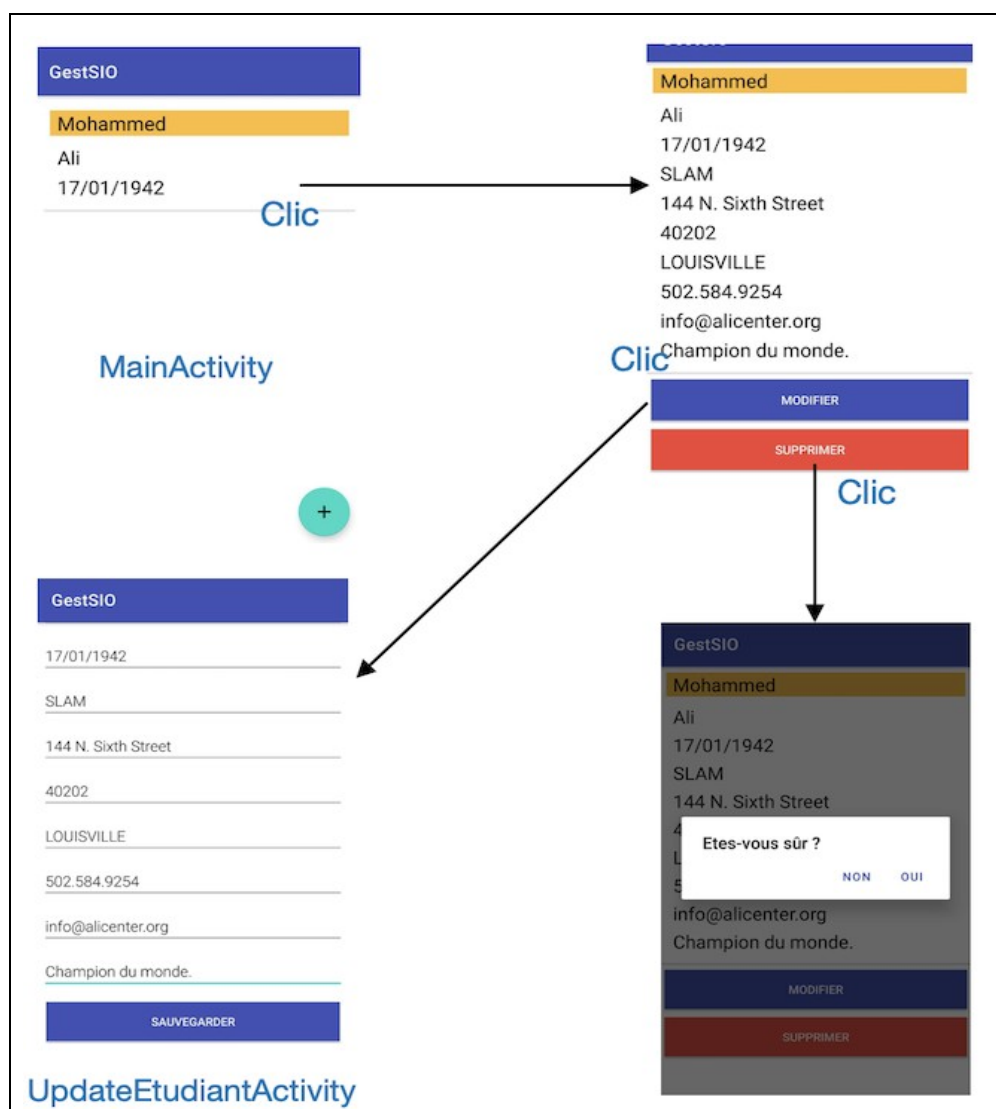 GestSIO
Mohammed
Ali
17/01/1942
Clic
MainActivity
+
Mohammed
Ali
17/01/1942
SLAM
144 N. Sixth Street
40202
LOUISVILLE
502.584.9254
info@alicenter.org
Champion du monde.
Clic
MODIFIER
SUPPRIMER
Clic
GestSIO
17/01/1942
SLAM
144 N. Sixth Street
40202
LOUISVILLE
502.584.9254
info@alicenter.org
Champion du monde.
SAUVEGARDER
UpdateEtudiantActivity
GestSIO
Mohammed
Ali
17/01/1942
SLAM
144 N. Sixth Street
4
L
5
Etes-vous sûr ?
NON OUI
info@alicenter.org
Champion du monde.
MODIFIER
SUPPRIMER